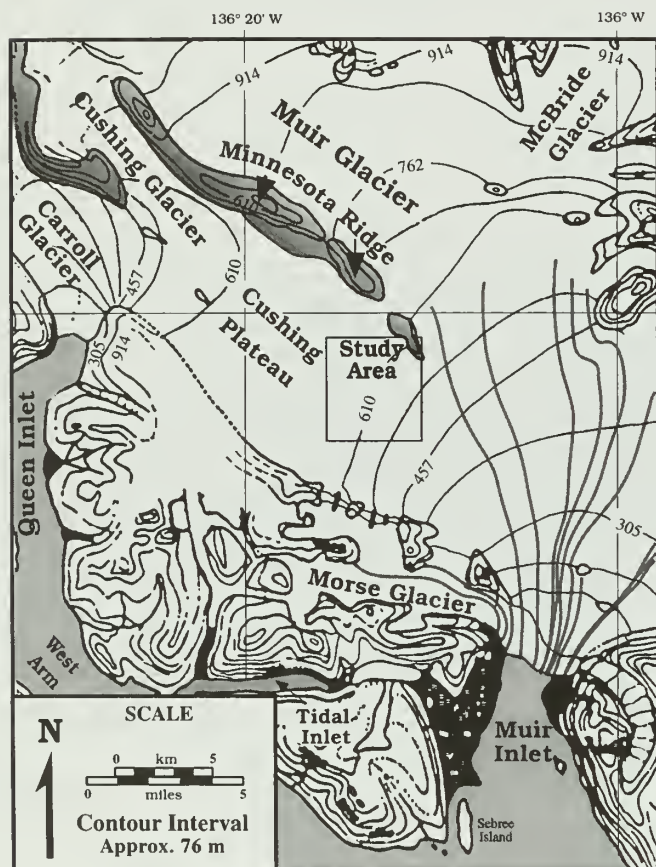 136° 20' W
136° W
914
914
Cushing Glacier
Muir Glacier
McBride Glacier
Minnesota Ridge
762
610
Carroll Glacier
457
610
305
914
Cushing Plateau
Study Area
610
457
Queen Inlet
305
Morse Glacier
West Arm
Tidal Inlet
Muir Inlet
Sebree Island
SCALE
N
0 km 5
0 miles 5
Contour Interval
Approx. 76 m